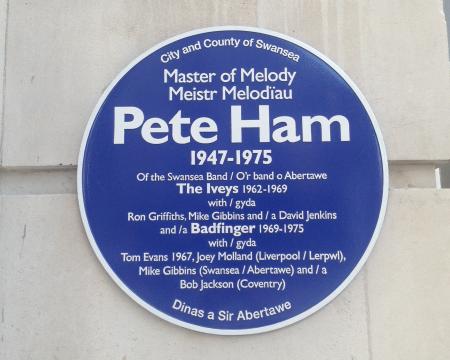 City and County of Swansea
Master of Melody
Meistr Melodïau
Pete Ham
1947-1975
Of the Swansea Band / O'r band o Abertawe
The Iveys 1962-1969
with / gyda
Ron Griffiths, Mike Gibbins and / a David Jenkins
and /a Badfinger 1969-1975
with / gyda
Tom Evans 1967, Joey Molland (Liverpool / Lerpwl),
Mike Gibbins (Swansea / Abertawe) and / a
Bob Jackson (Coventry)
Dinas a Sir Abertawe